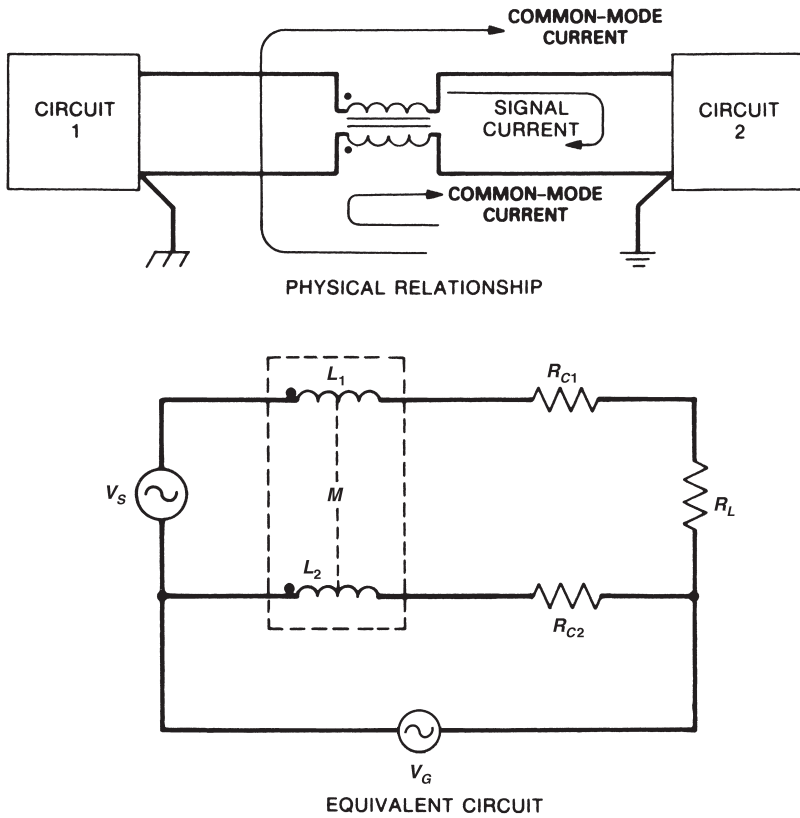 COMMON-MODE
CURRENT
CIRCUIT
1
SIGNAL
CURRENT
CIRCUIT
2
COMMON-MODE
CURRENT
PHYSICAL RELATIONSHIP
L1
RC1
VS
M
RL
L2
RC2
VG
EQUIVALENT CIRCUIT